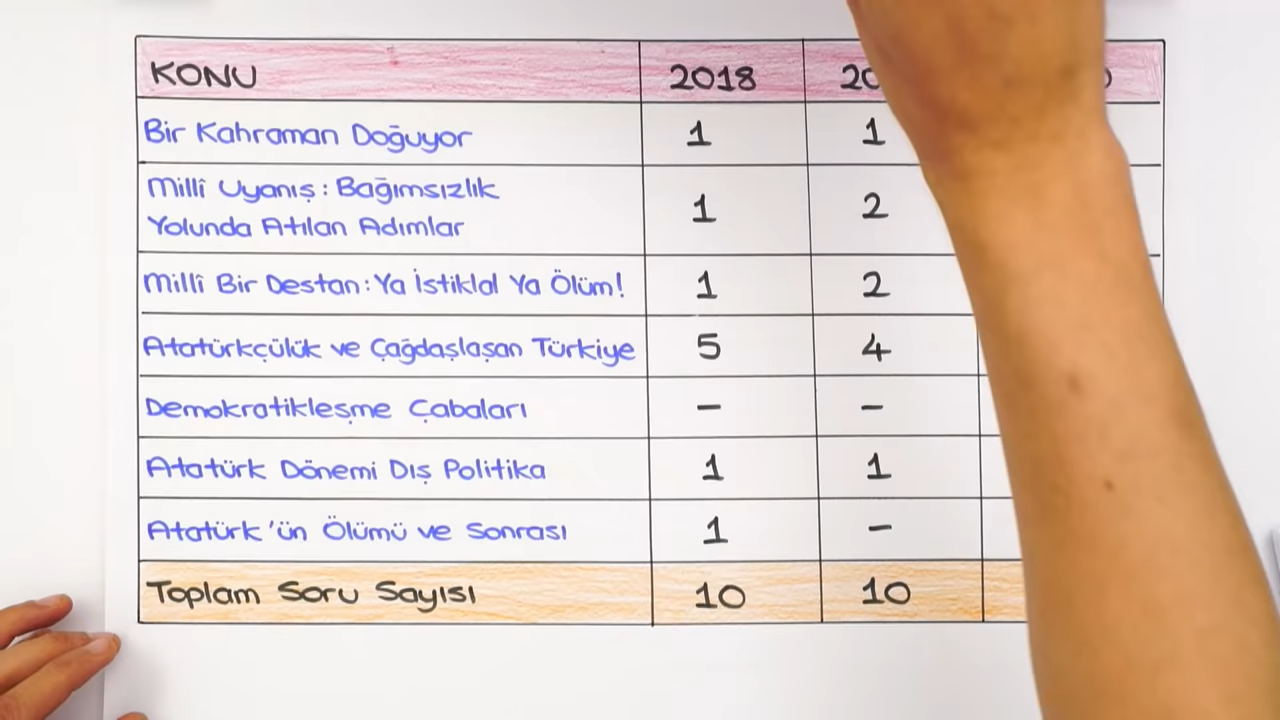 KONU 2018
Bir Kahraman Doğuyor 1 1
Millî Uyanış: Bağımsızlık
Yolunda Atılan Adımlar 1 2
Millî Bir Destan: Ya İstiklal Ya Ölüm! 1 2
Atatürkçülük ve Çağdaşlaşan Türkiye 5 4
Demokratikleşme Çabaları - -
Atatürk Dönemi Dış Politika 1 1
Atatürk'ün Ölümü ve Sonrası 1 -
Toplam Soru Sayısı 10 10